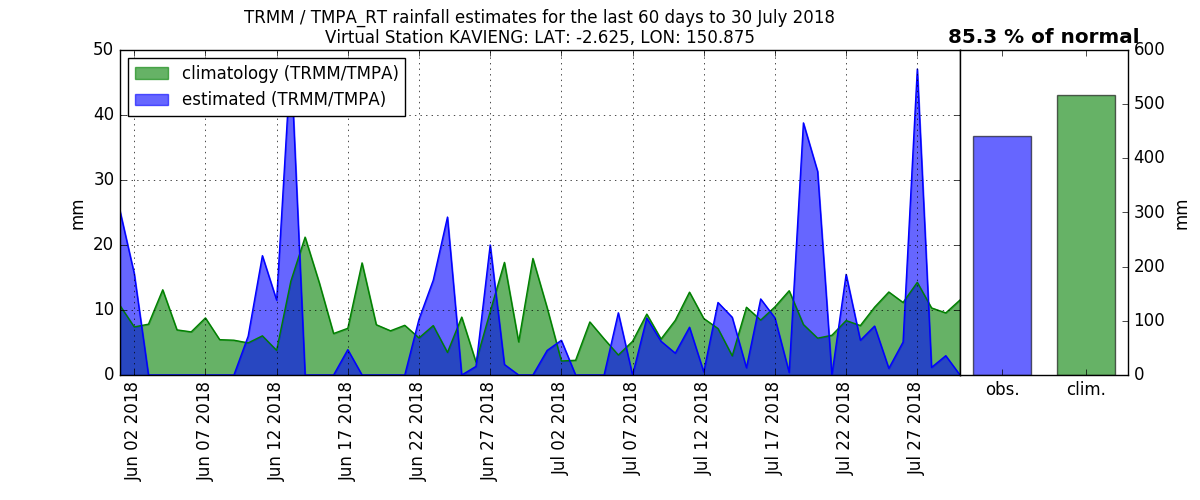 TRMM / TMPA_RT rainfall estimates for the last 60 days to 30 July 2018
Virtual Station KAVIENG: LAT: -2.625, LON: 150.875
85.3 % of normal
climatology (TRMM/TMPA)
estimated (TRMM/TMPA)
50
40
30
20
10
0
mm
Jun 02 2018
Jun 07 2018
Jun 12 2018
Jun 17 2018
Jun 22 2018
Jun 27 2018
Jul 02 2018
Jul 07 2018
Jul 12 2018
Jul 17 2018
Jul 22 2018
Jul 27 2018
obs.
clim.
600
500
400
300
200
100
0
mm